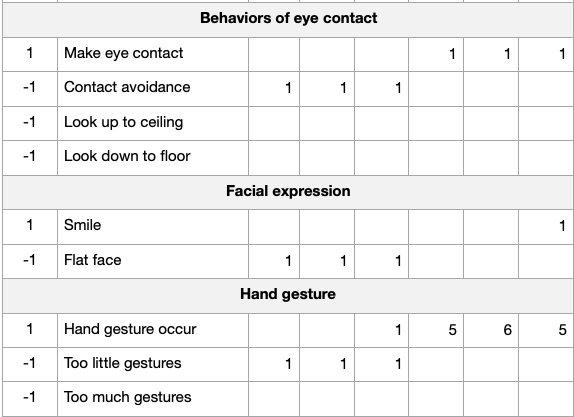 Behaviors of eye contact
1 Make eye contact 1 1 1
-1 Contact avoidance 1 1 1
-1 Look up to ceiling
-1 Look down to floor
Facial expression
1 Smile 1
-1 Flat face 1 1 1
Hand gesture
1 Hand gesture occur 1 5 6 5
-1 Too little gestures 1 1 1
-1 Too much gestures